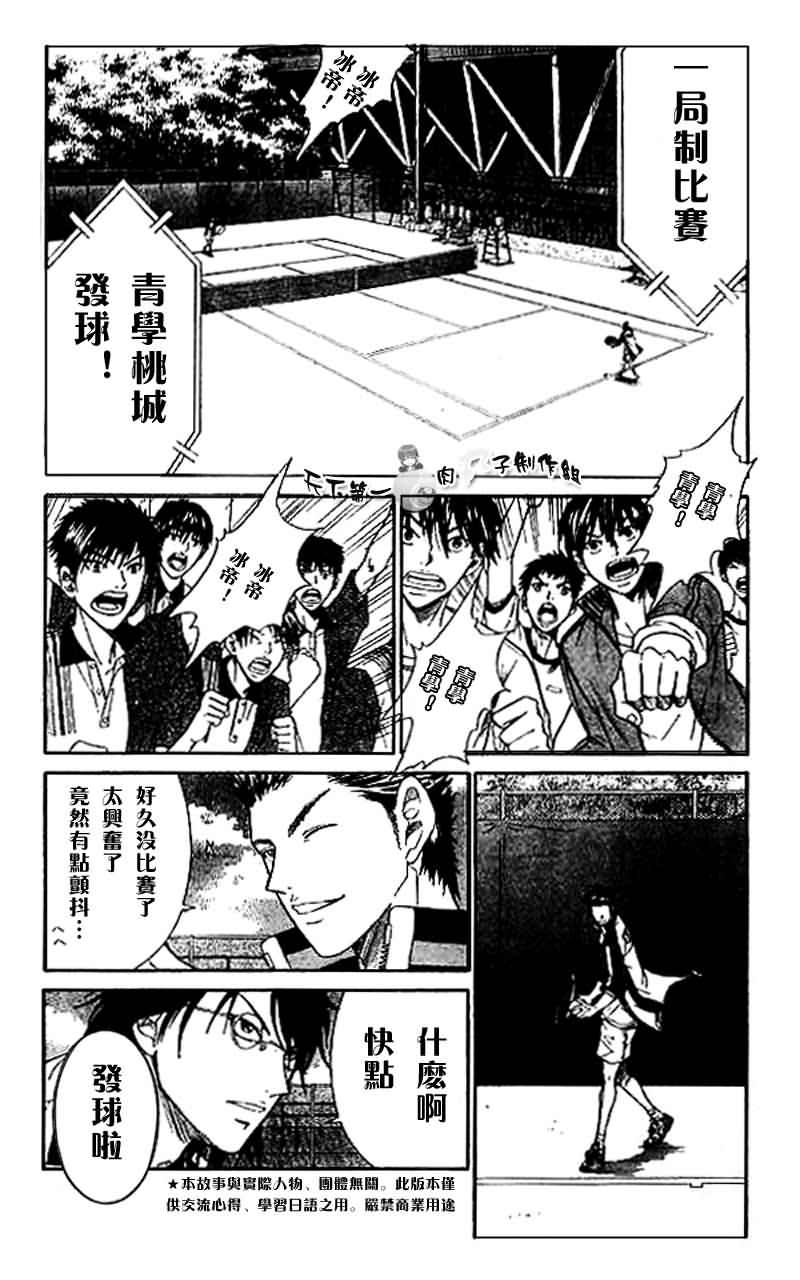 一局制比賽
冰帝
冰帝！
青學桃城
發球！
天下第一
肉
子制作組
青學
青學！
青學
青學！
冰帝
冰帝！
好久没比賽了
太興奮了
竟然有點顫抖…
へへ
什麼啊
快點
發球啦
★本故事與實際人物、團體無關。此版本僅
供交流心得、學習日語之用。嚴禁商業用途